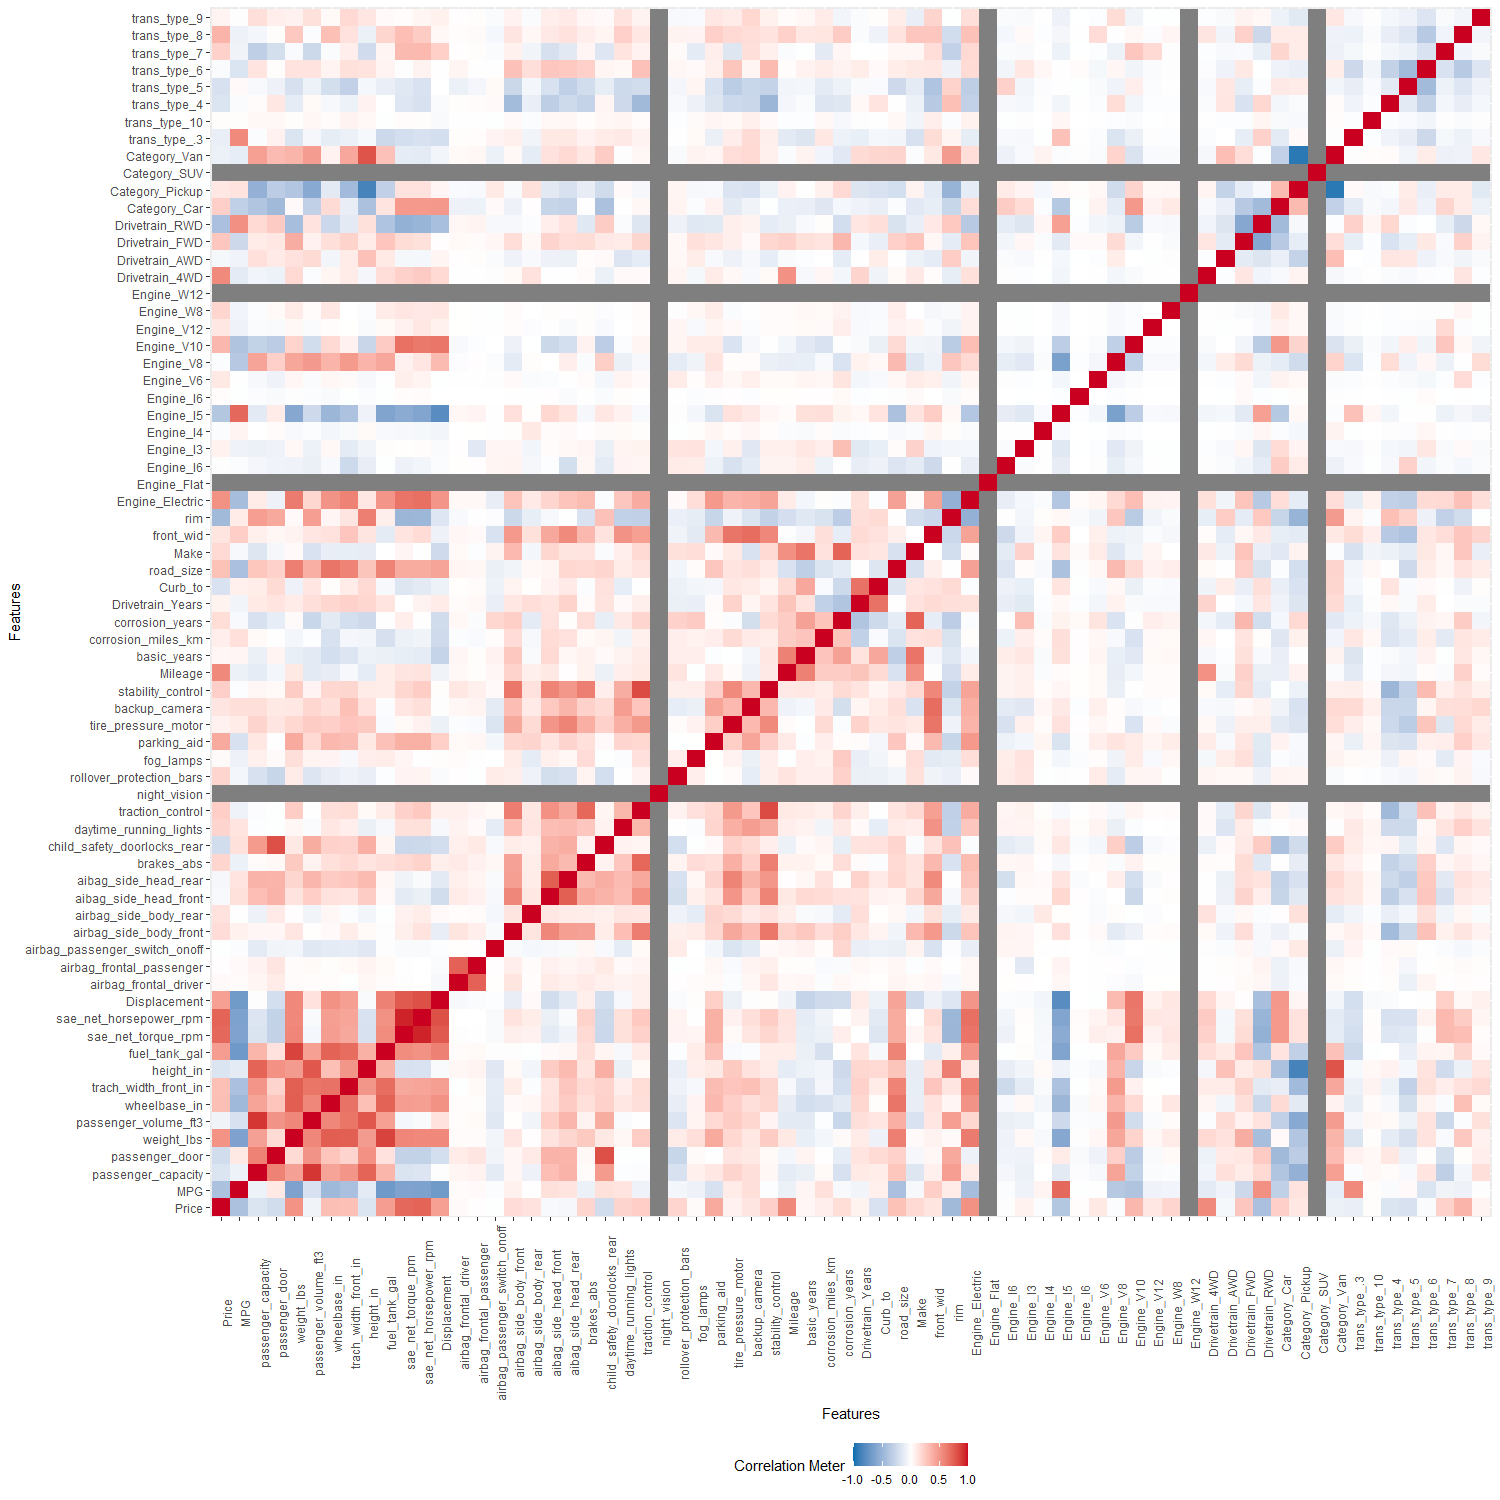 trans_type_9
trans_type_8
trans_type_7
trans_type_6
trans_type_5
trans_type_4
trans_type_10
trans_type_.3
Category_Van
Category_SUV
Category_Pickup
Category_Car
Drivetrain_RWD
Drivetrain_FWD
Drivetrain_AWD
Drivetrain_4WD
Engine_W12
Engine_W8
Engine_V12
Engine_V10
Engine_V8
Engine_V6
Engine_I6
Engine_I5
Engine_I4
Engine_I3
Engine_I6
Engine_Flat
Engine_Electric
rim
front_wid
Make
road_size
Curb_to
Drivetrain_Years
corrosion_years
corrosion_miles_km
basic_years
Mileage
stability_control
backup_camera
tire_pressure_motor
parking_aid
fog_lamps
rollover_protection_bars
night_vision
traction_control
daytime_running_lights
child_safety_doorlocks_rear
brakes_abs
aibag_side_head_rear
aibag_side_head_front
airbag_side_body_rear
airbag_side_body_front
airbag_passenger_switch_onoff
airbag_frontal_passenger
airbag_frontal_driver
Displacement
sae_net_horsepower_rpm
sae_net_torque_rpm
fuel_tank_gal
height_in
trach_width_front_in
wheelbase_in
passenger_volume_ft3
weight_lbs
passenger_door
passenger_capacity
MPG
Price
Features
Price
MPG
passenger_capacity
passenger_door
weight_lbs
passenger_volume_ft3
wheelbase_in
trach_width_front_in
height_in
fuel_tank_gal
sae_net_torque_rpm
sae_net_horsepower_rpm
Displacement
airbag_frontal_driver
airbag_frontal_passenger
airbag_passenger_switch_onoff
airbag_side_body_front
airbag_side_body_rear
aibag_side_head_front
aibag_side_head_rear
brakes_abs
child_safety_doorlocks_rear
daytime_running_lights
traction_control
night_vision
rollover_protection_bars
fog_lamps
parking_aid
tire_pressure_motor
backup_camera
stability_control
Mileage
basic_years
corrosion_miles_km
corrosion_years
Drivetrain_Years
Curb_to
road_size
Make
front_wid
rim
Engine_Electric
Engine_Flat
Engine_I6
Engine_I3
Engine_I4
Engine_I5
Engine_I6
Engine_V6
Engine_V8
Engine_V10
Engine_V12
Engine_W8
Engine_W12
Drivetrain_4WD
Drivetrain_AWD
Drivetrain_FWD
Drivetrain_RWD
Category_Car
Category_Pickup
Category_SUV
Category_Van
trans_type_.3
trans_type_10
trans_type_4
trans_type_5
trans_type_6
trans_type_7
trans_type_8
trans_type_9
Features
Correlation Meter
-1.0 -0.5 0.0 0.5 1.0